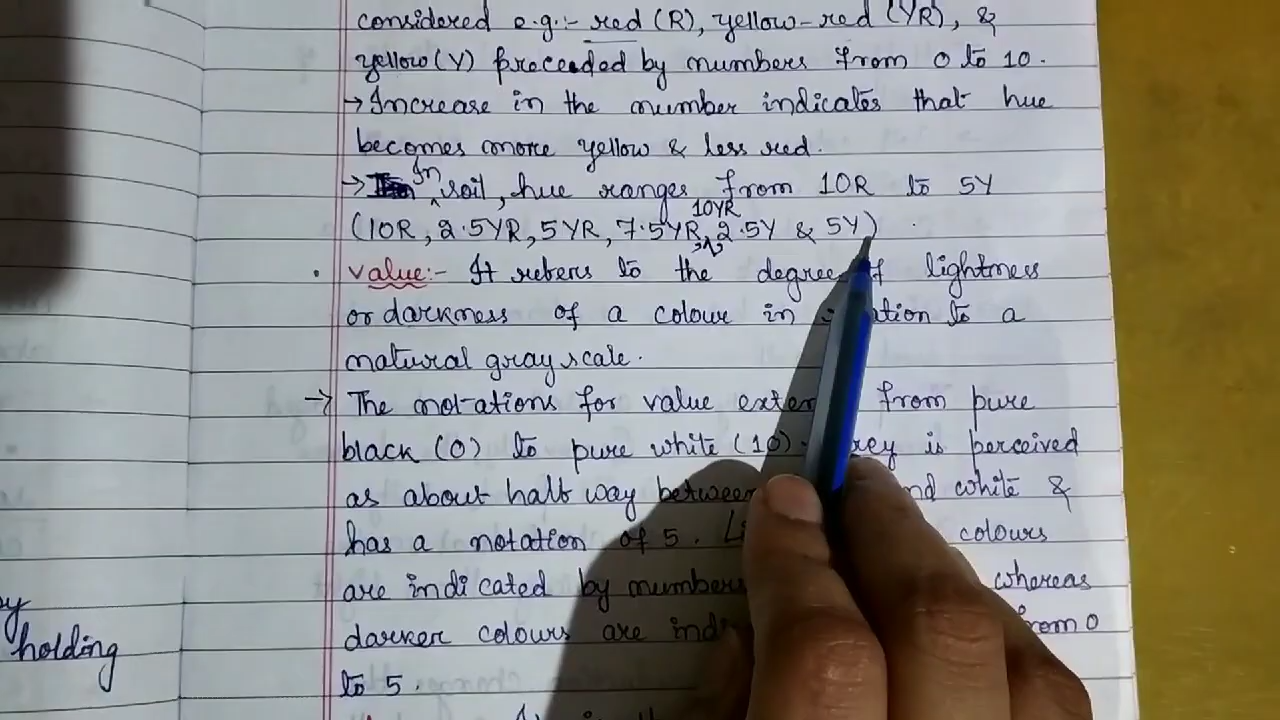 considered e.g:- red (R), yellow-red (YR), &
yellow (Y) preceded by numbers from 0 to 10.
→ Increase in the number indicates that hue
becomes more yellow & less red.
→ In soil, hue ranges from 10R to 5Y
(10R, 2.5YR, 5YR, 7.5YR, 10YR, 2.5Y & 5Y)
• Value:- It refers to the degree of lightness
or darkness of a colour in to a
natural gray scale.
→ The notations for value from pure
black (0) to pure white (10). is perceived
as about half way between white &
has a notation of 5. colours
are indicated by numbers whereas
darker colours are from 0
to 5.
holding